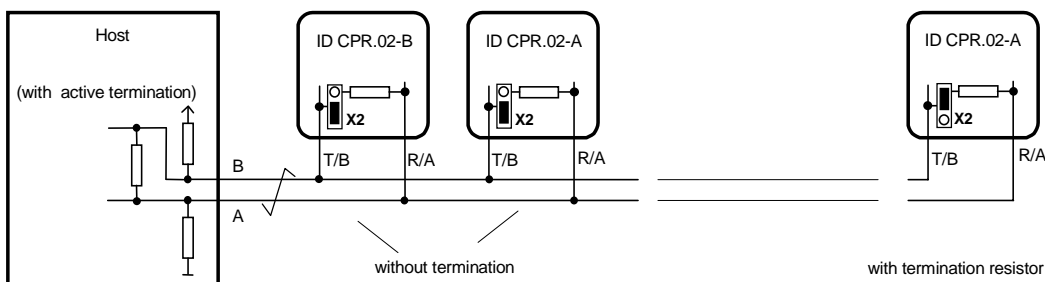 Host
(with active termination)
B
A
ID CPR.02-B
X2
T/B
R/A
ID CPR.02-A
X2
T/B
R/A
ID CPR.02-A
X2
T/B
R/A
without termination
with termination resistor